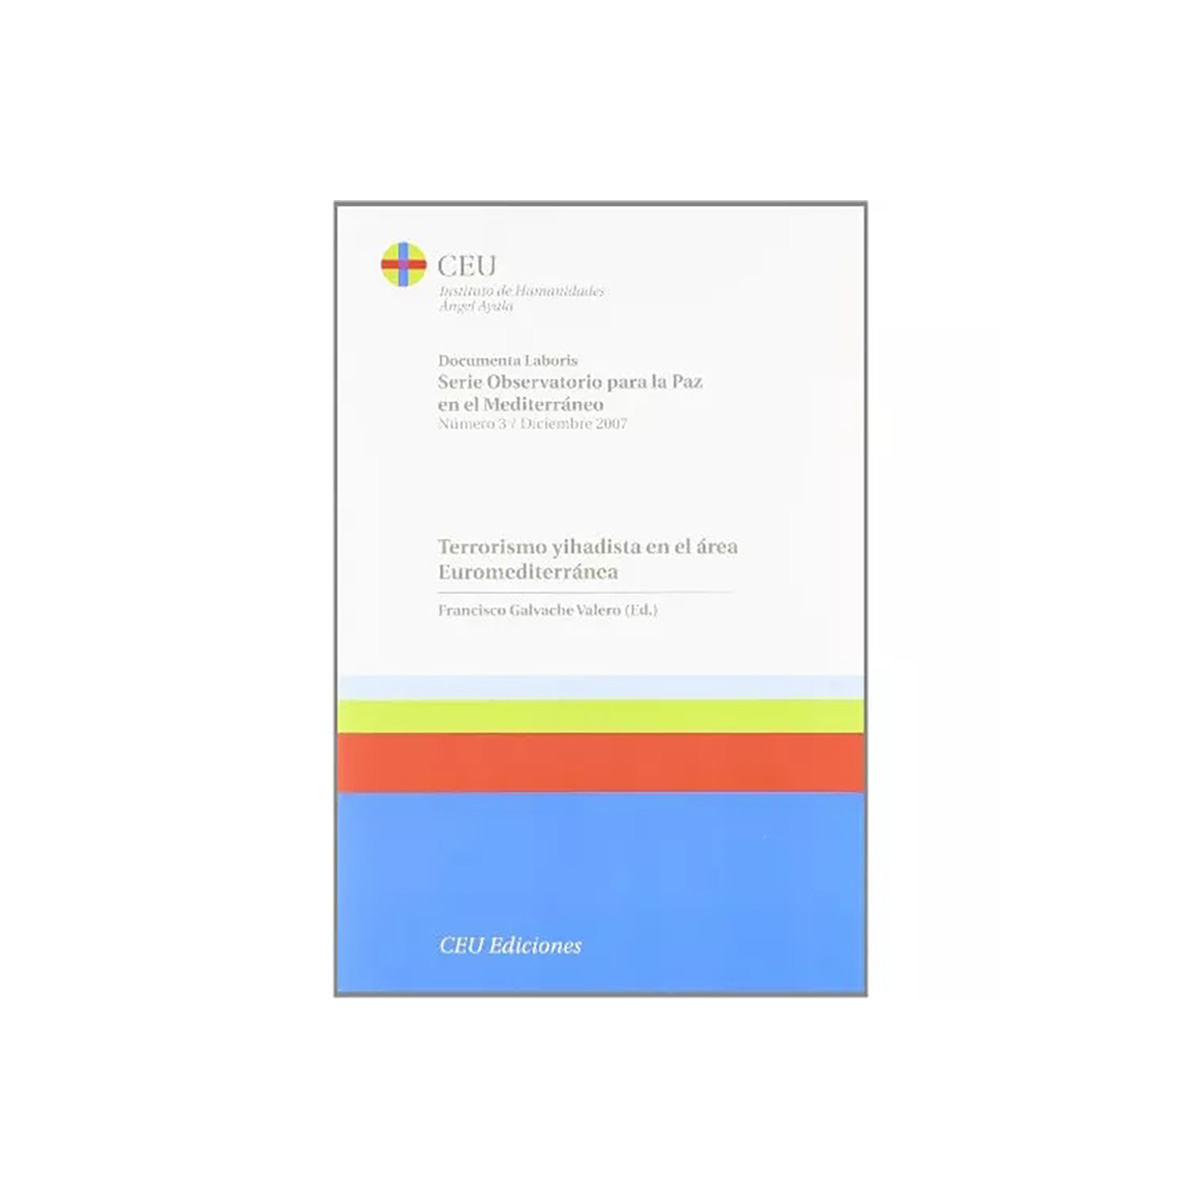 CEU
Instituto de Humanidades
Ángel Ayala
Documenta Laboris
Serie Observatorio para la Paz
en el Mediterráneo
Número 3 / Diciembre 2007
Terrorismo yihadista en el área
Euromediterránea
Francisco Galvache Valero (Ed.)
CEU Ediciones